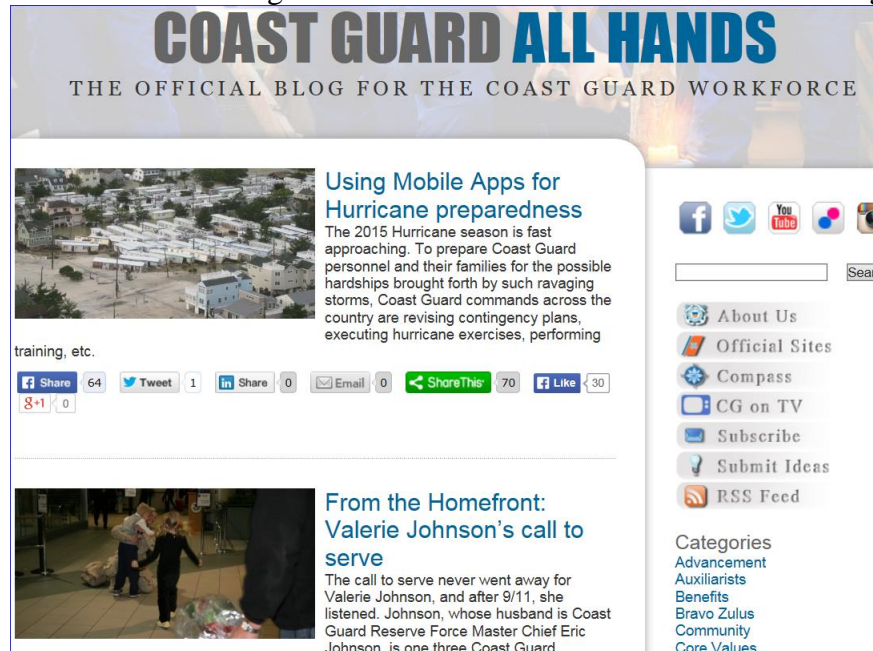 COAST GUARD ALL HANDS
THE OFFICIAL BLOG FOR THE COAST GUARD WORKFORCE
Using Mobile Apps for
Hurricane preparedness
The 2015 Hurricane season is fast
approaching. To prepare Coast Guard
personnel and their families for the possible
hardships brought forth by such ravaging
storms, Coast Guard commands across the
country are revising contingency plans,
executing hurricane exercises, performing
training, etc.
Share 64 Tweet 1 Share 0 Email 0 ShareThis 70 Like 30
g+1 0
From the Homefront:
Valerie Johnson's call to
serve
The call to serve never went away for
Valerie Johnson, and after 9/11, she
listened. Johnson, whose husband is Coast
Guard Reserve Force Master Chief Eric
Johnson, is one three Coast Guard
You Tube
About Us
Official Sites
Compass
CG on TV
Subscribe
Submit Ideas
RSS Feed
Categories
Advancement
Auxiliarists
Benefits
Bravo Zulus
Community
Core Values